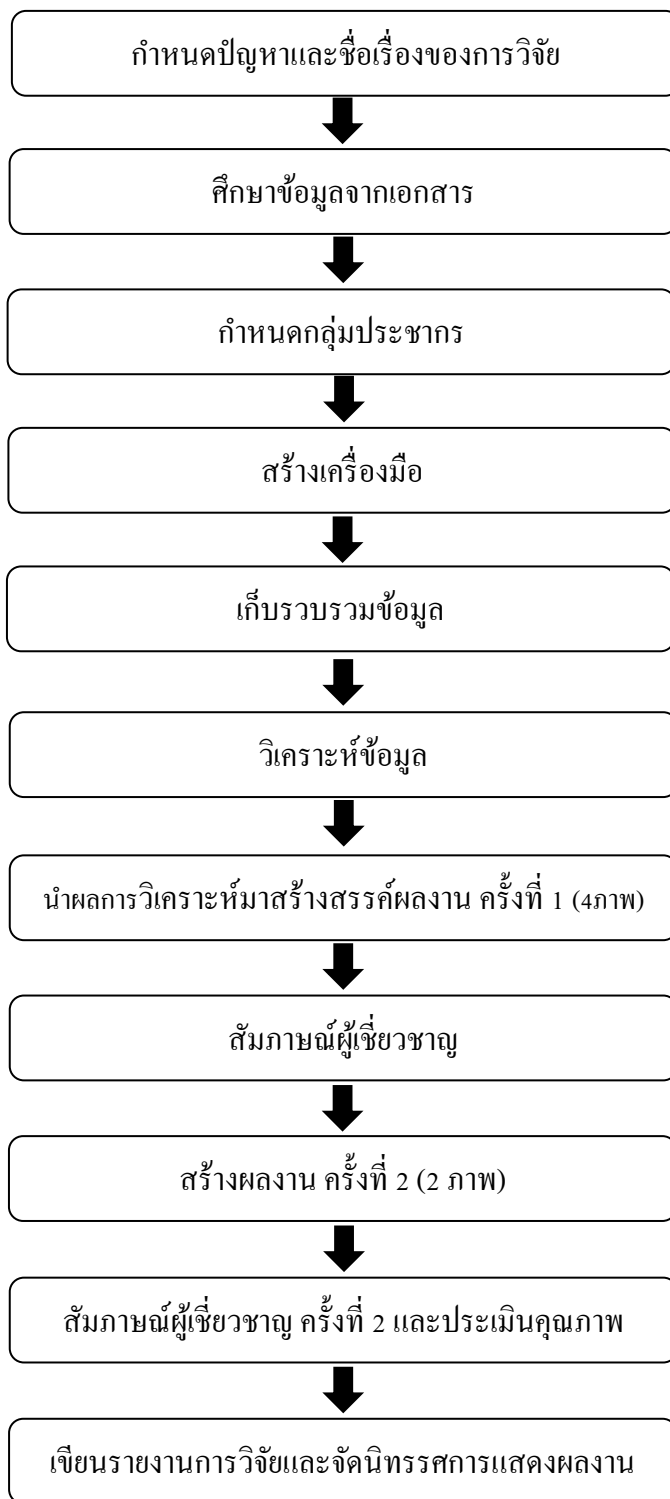 กำหนดปัญหาและชื่อเรื่องของการวิจัย
ศึกษาข้อมูลจากเอกสาร
กำหนดกลุ่มประชากร
สร้างเครื่องมือ
เก็บรวบรวมข้อมูล
วิเคราะห์ข้อมูล
นำผลการวิเคราะห์มาสร้างสรรค์ผลงาน ครั้งที่ 1 (4ภาพ)
สัมภาษณ์ผู้เชี่ยวชาญ
สร้างผลงาน ครั้งที่ 2 (2 ภาพ)
สัมภาษณ์ผู้เชี่ยวชาญ ครั้งที่ 2 และประเมินคุณภาพ
เขียนรายงานการวิจัยและจัดนิทรรศการแสดงผลงาน